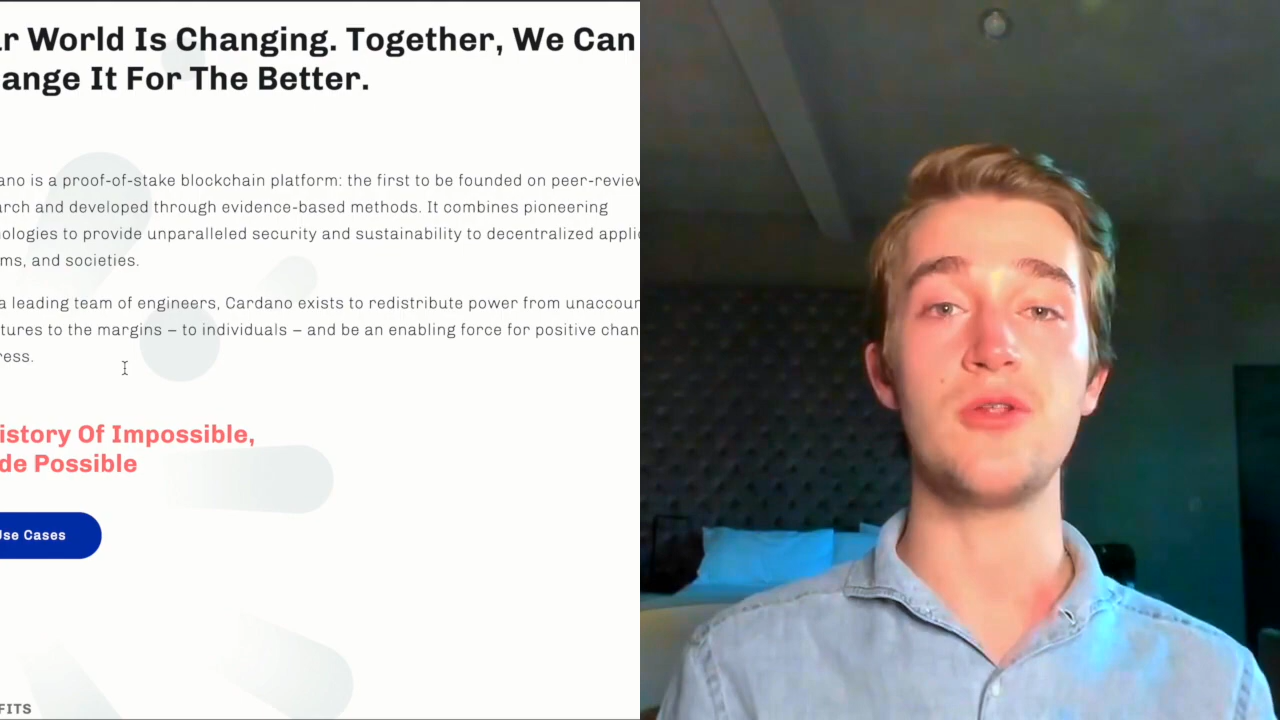 r World Is Changing. Together, We Can
ange It For The Better.
ano is a proof-of-stake blockchain platform: the first to be founded on peer-review
arch and developed through evidence-based methods. It combines pioneering
nologies to provide unparalleled security and sustainability to decentralized applic
ms, and societies.
a leading team of engineers, Cardano exists to redistribute power from unaccoun
tures to the margins – to individuals – and be an enabling force for positive chan
ress.
istory Of Impossible,
de Possible
Use Cases
FITS